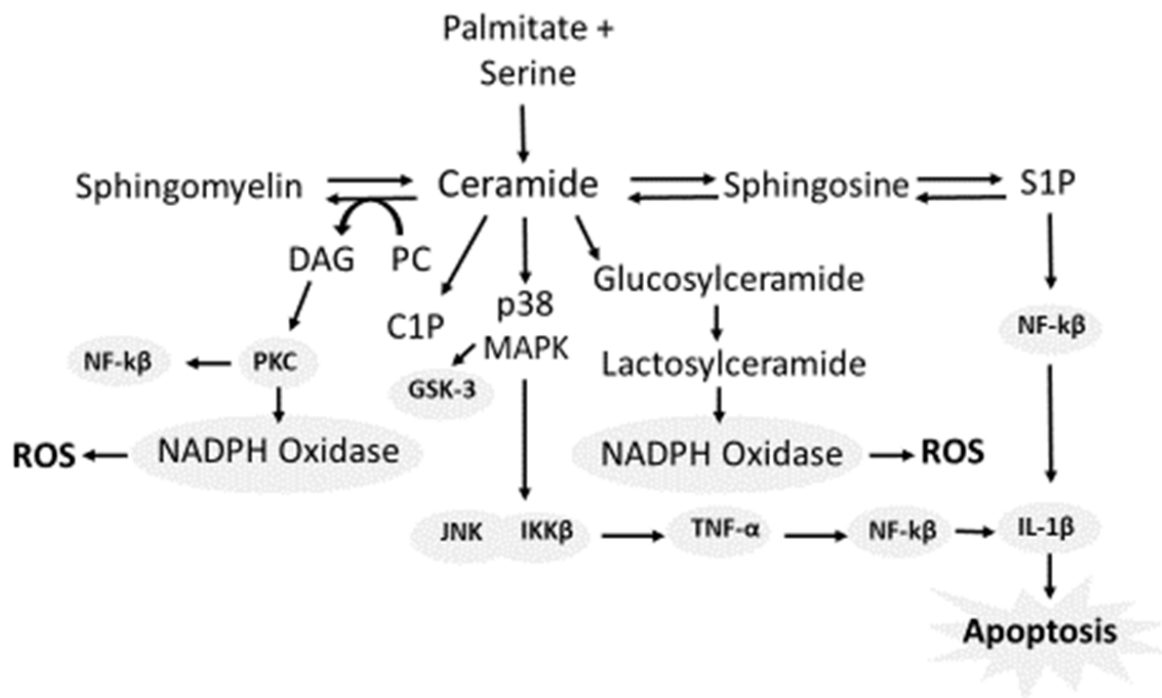 Palmitate +
Serine
Sphingomyelin
Ceramide
Sphingosine
S1P
DAG
PC
Glucosylceramide
C1P
p38
MAPK
NF-kβ
NF-kβ
PKC
GSK-3
Lactosylceramide
ROS
NADPH Oxidase
NADPH Oxidase
ROS
JNK
IKKβ
TNF-α
NF-kβ
IL-1β
Apoptosis